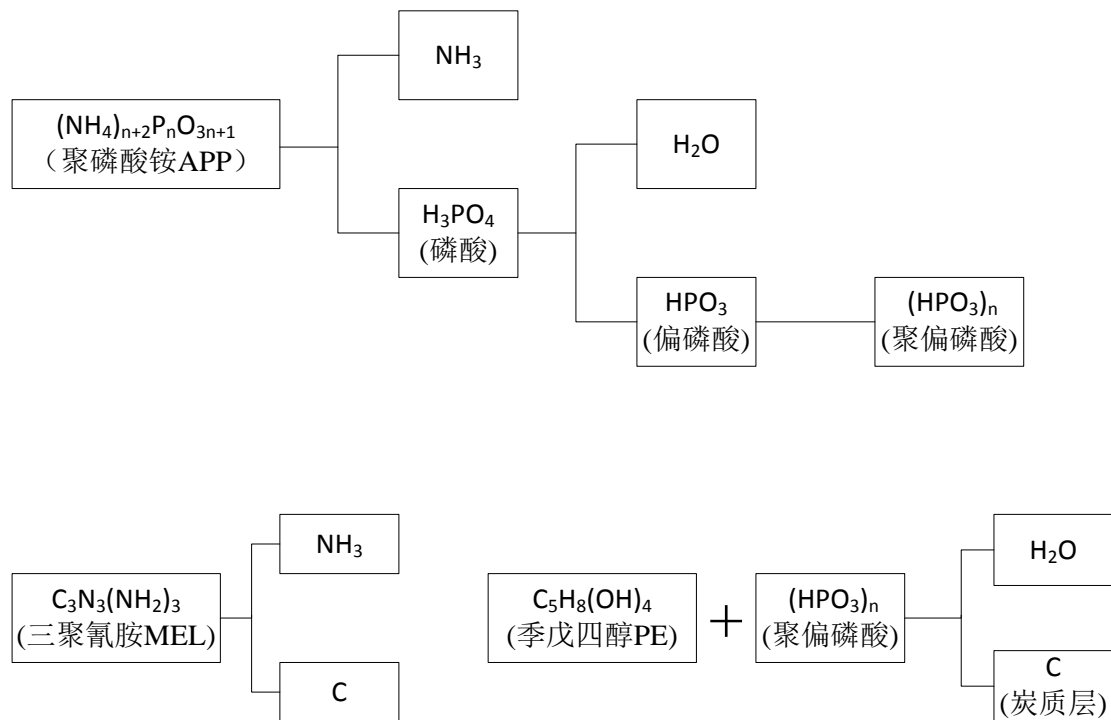 NH₃
(NH₄)ₙ₊₂PₙO₃ₙ₊₁
（聚磷酸铵APP）
H₂O
H₃PO₄
(磷酸)
HPO₃
(偏磷酸)
(HPO₃)ₙ
(聚偏磷酸)
NH₃
C₃N₃(NH₂)₃
(三聚氰胺MEL)
C
C₅H₈(OH)₄
(季戊四醇PE)
+
(HPO₃)ₙ
(聚偏磷酸)
H₂O
C
(炭质层)